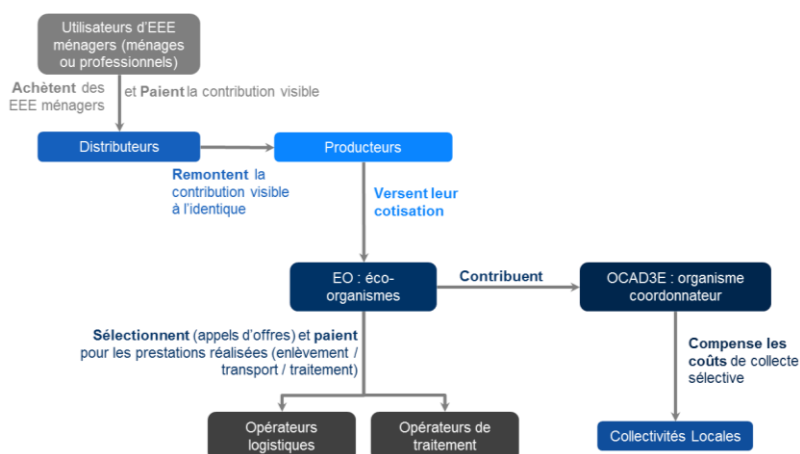 Utilisateurs d'EEE
ménagers (ménages
ou professionnels)
Achètent des
EEE ménagers
et Paient la contribution visible
Distributeurs
Producteurs
Remontent la
contribution visible
à l'identique
Versent leur
cotisation
EO : éco-
organismes
Contribuent
OCAD3E : organisme
coordonnateur
Sélectionnent (appels d'offres) et paient
pour les prestations réalisées (enlèvement /
transport / traitement)
Compense les
coûts de collecte
sélective
Opérateurs
logistiques
Opérateurs de
traitement
Collectivités Locales